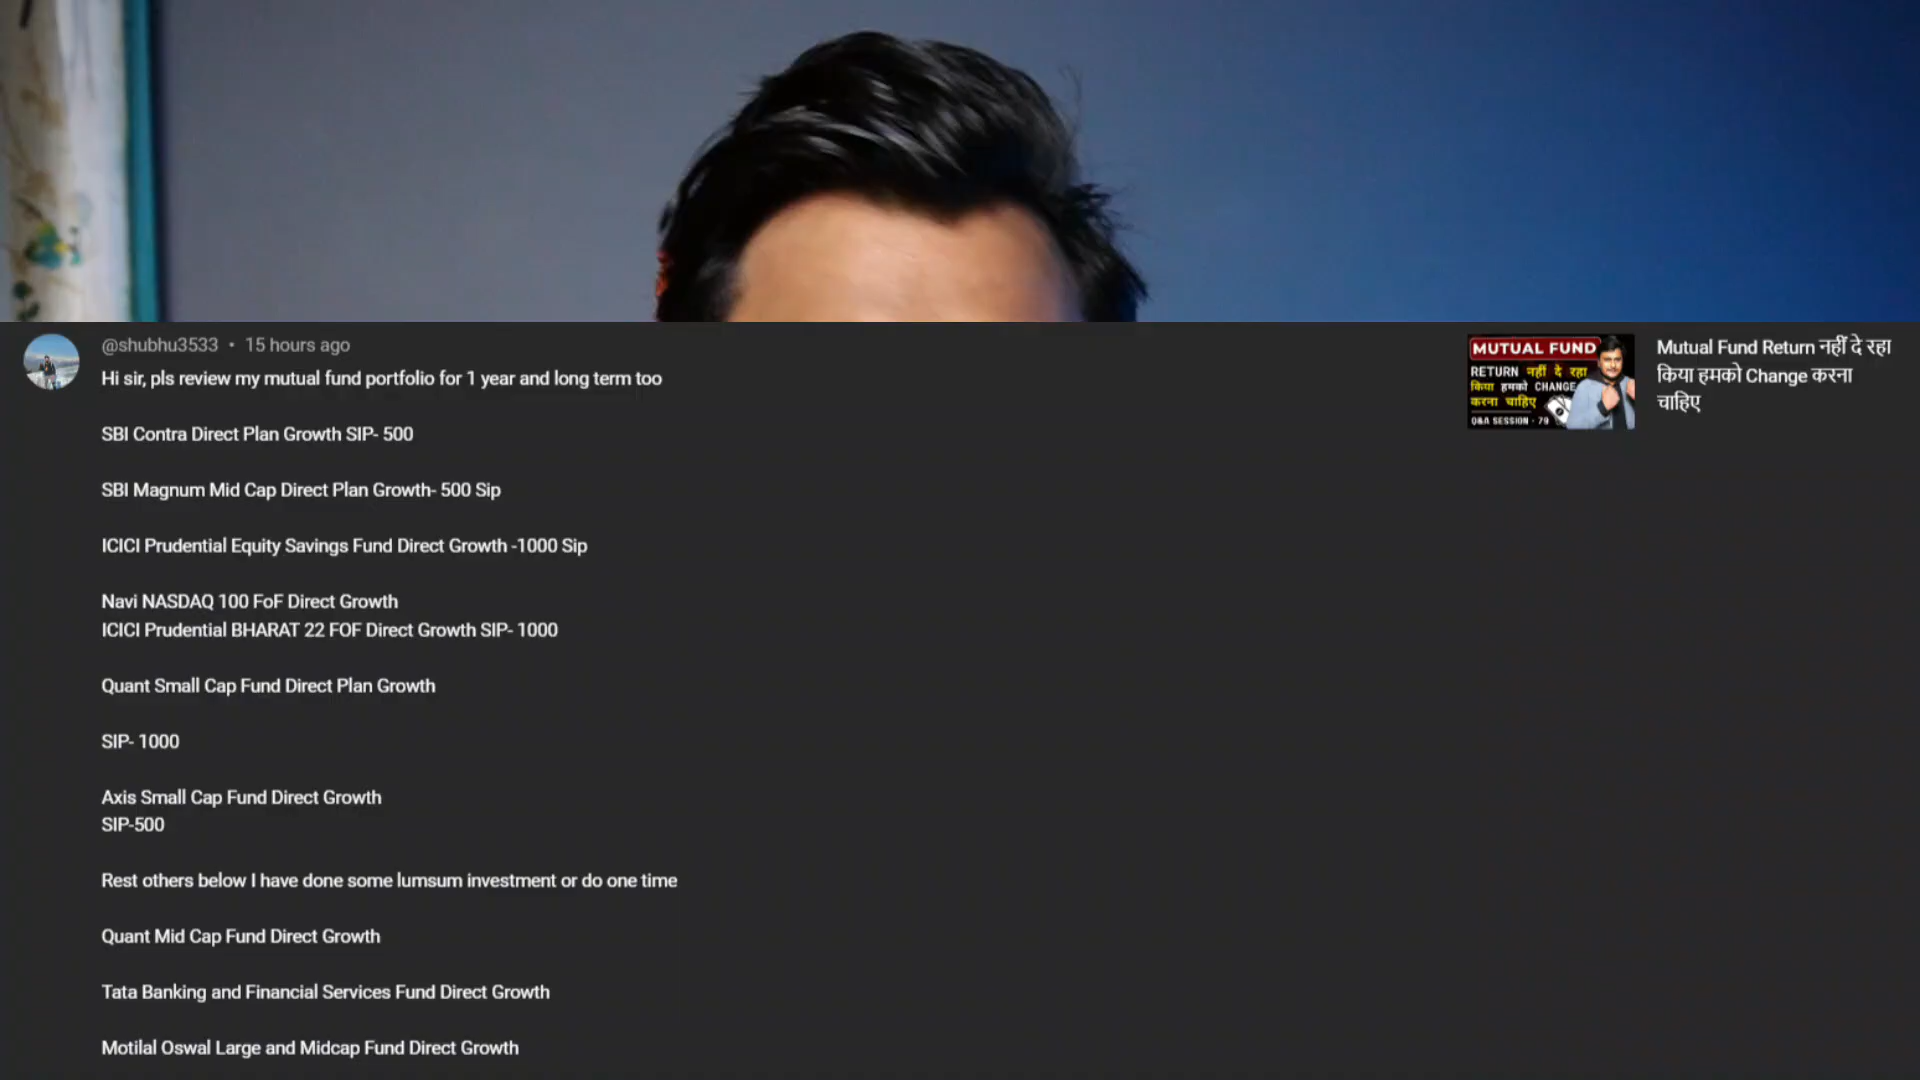 @shubhu3533 • 15 hours ago
Hi sir, pls review my mutual fund portfolio for 1 year and long term too
SBI Contra Direct Plan Growth SIP- 500
SBI Magnum Mid Cap Direct Plan Growth- 500 Sip
ICICI Prudential Equity Savings Fund Direct Growth -1000 Sip
Navi NASDAQ 100 FoF Direct Growth
ICICI Prudential BHARAT 22 FOF Direct Growth SIP- 1000
Quant Small Cap Fund Direct Plan Growth
SIP- 1000
Axis Small Cap Fund Direct Growth
SIP-500
Rest others below I have done some lumsum investment or do one time
Quant Mid Cap Fund Direct Growth
Tata Banking and Financial Services Fund Direct Growth
Motilal Oswal Large and Midcap Fund Direct Growth
MUTUAL FUND
RETURN नहीं दे रहा
किया हमको CHANGE
करना चाहिए
Q&A SESSION - 79
Mutual Fund Return नहीं दे रहा
किया हमको Change करना
चाहिए